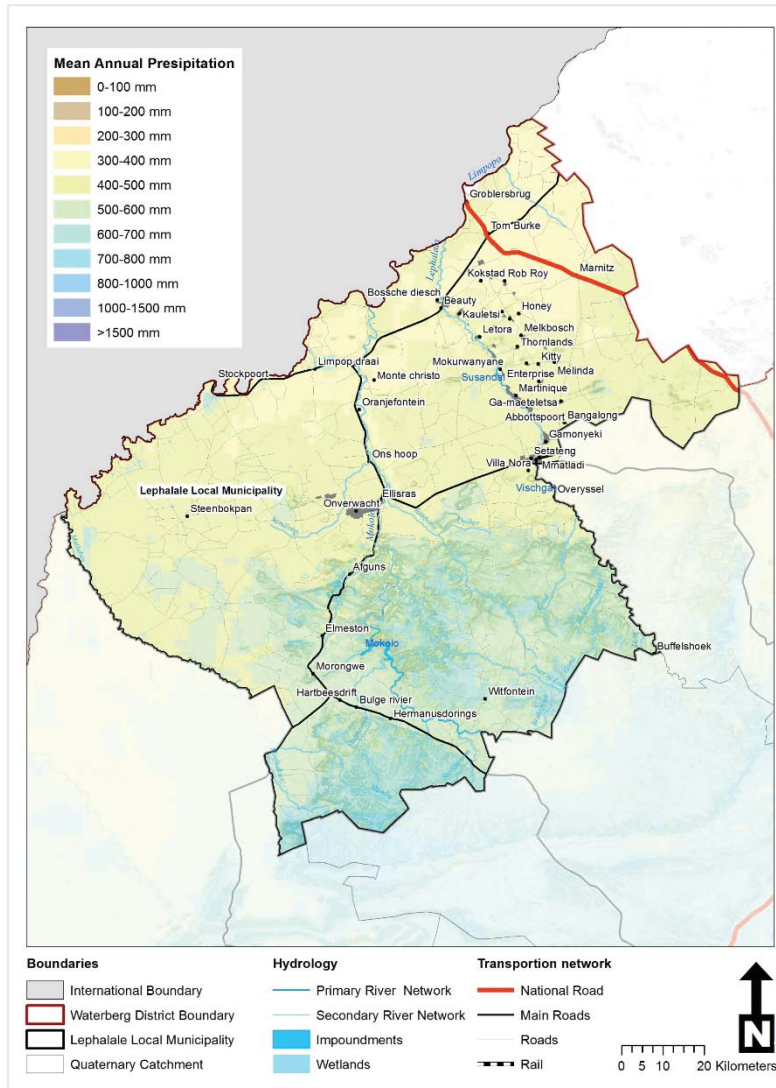 Mean Annual Presipitation
0-100 mm
100-200 mm
200-300 mm
300-400 mm
400-500 mm
500-600 mm
600-700 mm
700-800 mm
800-1000 mm
1000-1500 mm
>1500 mm
Limpopo
Groblersbrug
Tom Burke
Lephalala
Marnitz
Kokstad Rob Roy
Bossche diesch
Beauty
Kauletsi
Honey
Letora
Melkbosch
Thornlands
Mokurwanyane
Kitty
Limpop draai
Susandal
Enterprise
Melinda
Stockpoort
Monte christo
Martinique
Ga-maeteletsa
Oranjefontein
Abbottspoort
Bangalong
Gamonyeki
Ons hoop
Setateng
Villa Nora
Mmatladi
Lephalale Local Municipality
Ellisras
Vischga
Overyssel
Steenbokpan
Onverwacht
Mokolo
Afguns
Elmeston
Mokolo
Buffelshoek
Morongwe
Hartbeesdrift
Bulge rivier
Witfontein
Hermanusdorings
Boundaries
International Boundary
Waterberg District Boundary
Lephalale Local Municipality
Quaternary Catchment
Hydrology
Primary River Network
Secondary River Network
Impoundments
Wetlands
Transportion network
National Road
Main Roads
Roads
Rail
N
0 5 10 20 Kilometers